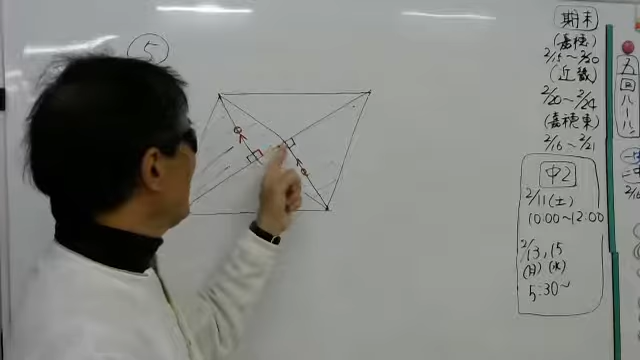 5
期末
(嘉穂)
2/15～2/20
(近畿)
2/20～2/24
(嘉穂東)
2/16～2/21
中2
2/11(土)
10:00～12:00
2/13, 15
(月) (水)
5:30～